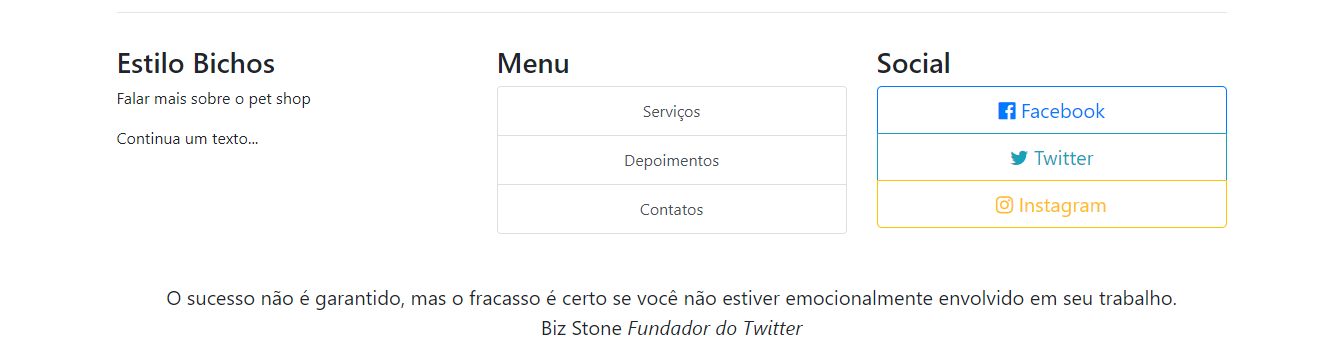 Estilo Bichos
Falar mais sobre o pet shop
Continua um texto...
Menu
Serviços
Depoimentos
Contatos
Social
Facebook
Twitter
Instagram
O sucesso não é garantido, mas o fracasso é certo se você não estiver emocionalmente envolvido em seu trabalho.
Biz Stone Fundador do Twitter